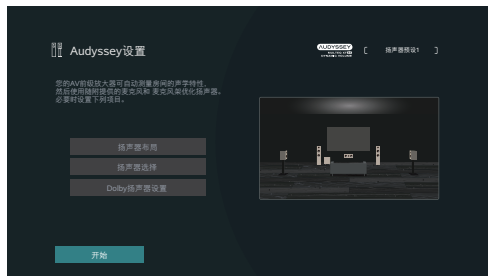 Audyssey设置
AUDYSSEY
[ 扬声器预设1 ]
您的AV前级放大器可自动测量房间的声学特性，
然后使用随附提供的麦克风和 麦克风架优化扬声器。
必要时设置下列项目。
扬声器布局
扬声器选择
Dolby扬声器设置
开始